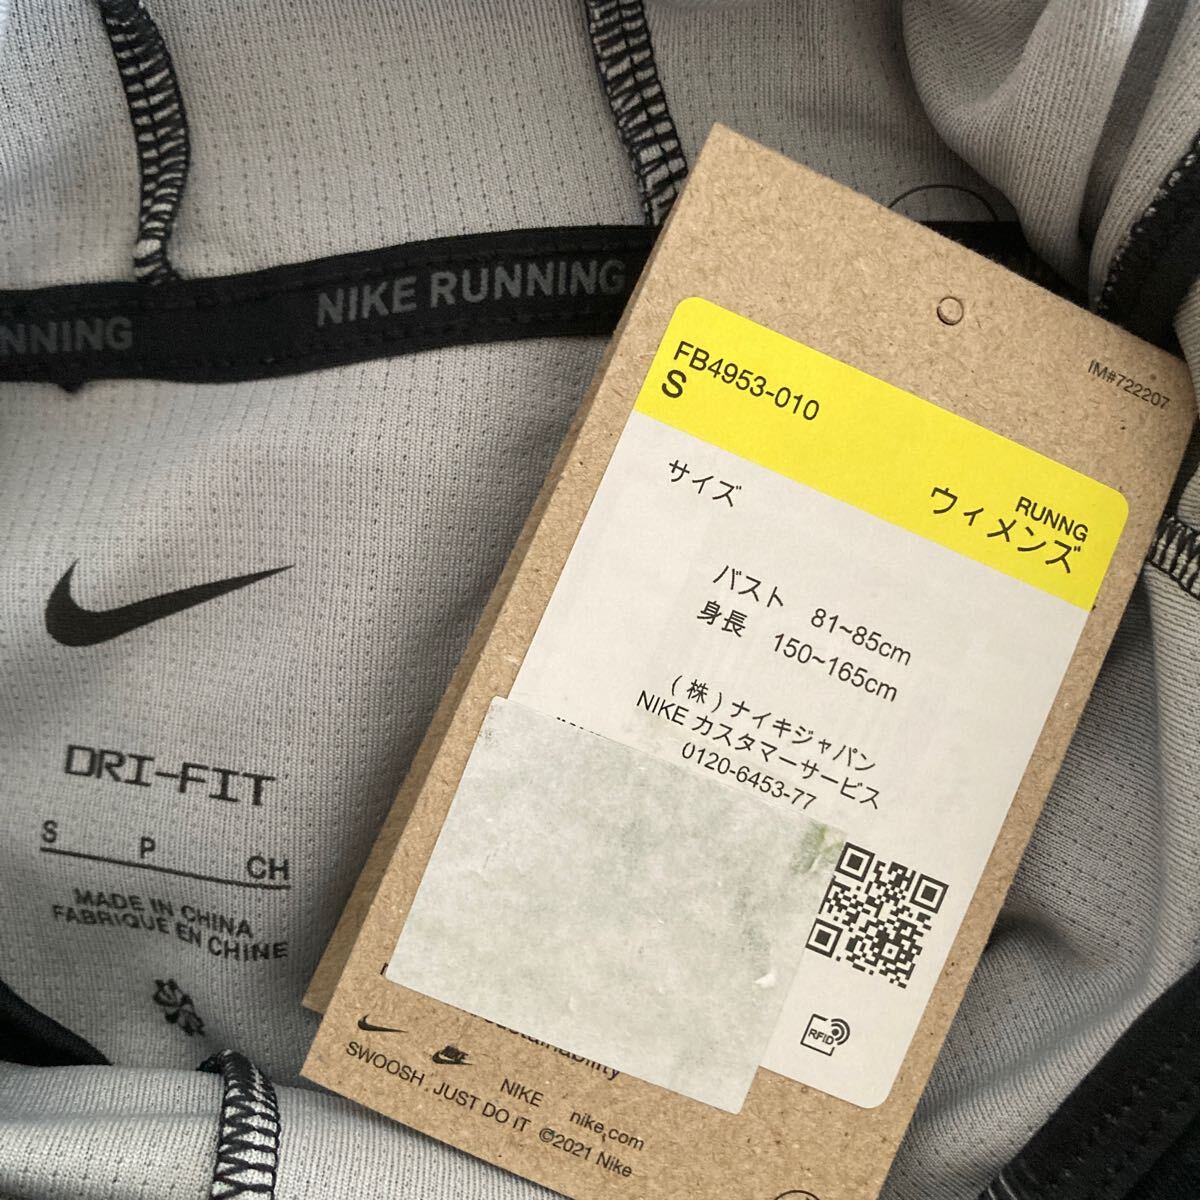 NIKE RUNNING
NNING
DRI-FIT
S P CH
MADE IN CHINA
FABRIQUE EN CHINE
IM#722207
FB4953-010
S
RUNNG
ウィメンズ
サイズ
バスト 81~85cm
身長 150~165cm
(株)ナイキジャパン
NIKE カスタマーサービス
0120-6453-77
RFID
NIKE nike.com
SWOOSH. JUST DO IT ©2021 Nike